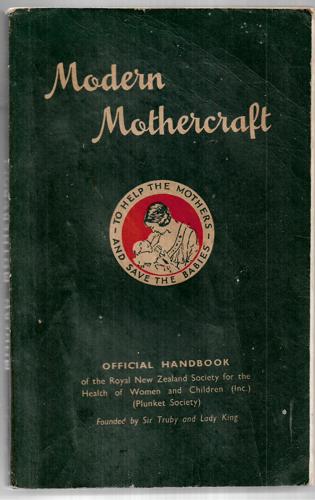 Modern
Mothercraft
- TO HELP THE MOTHERS -
AND SAVE THE BABIES
OFFICIAL HANDBOOK
of the Royal New Zealand Society for the
Health of Women and Children (Inc.)
(Plunket Society)
Founded by Sir Truby and Lady King